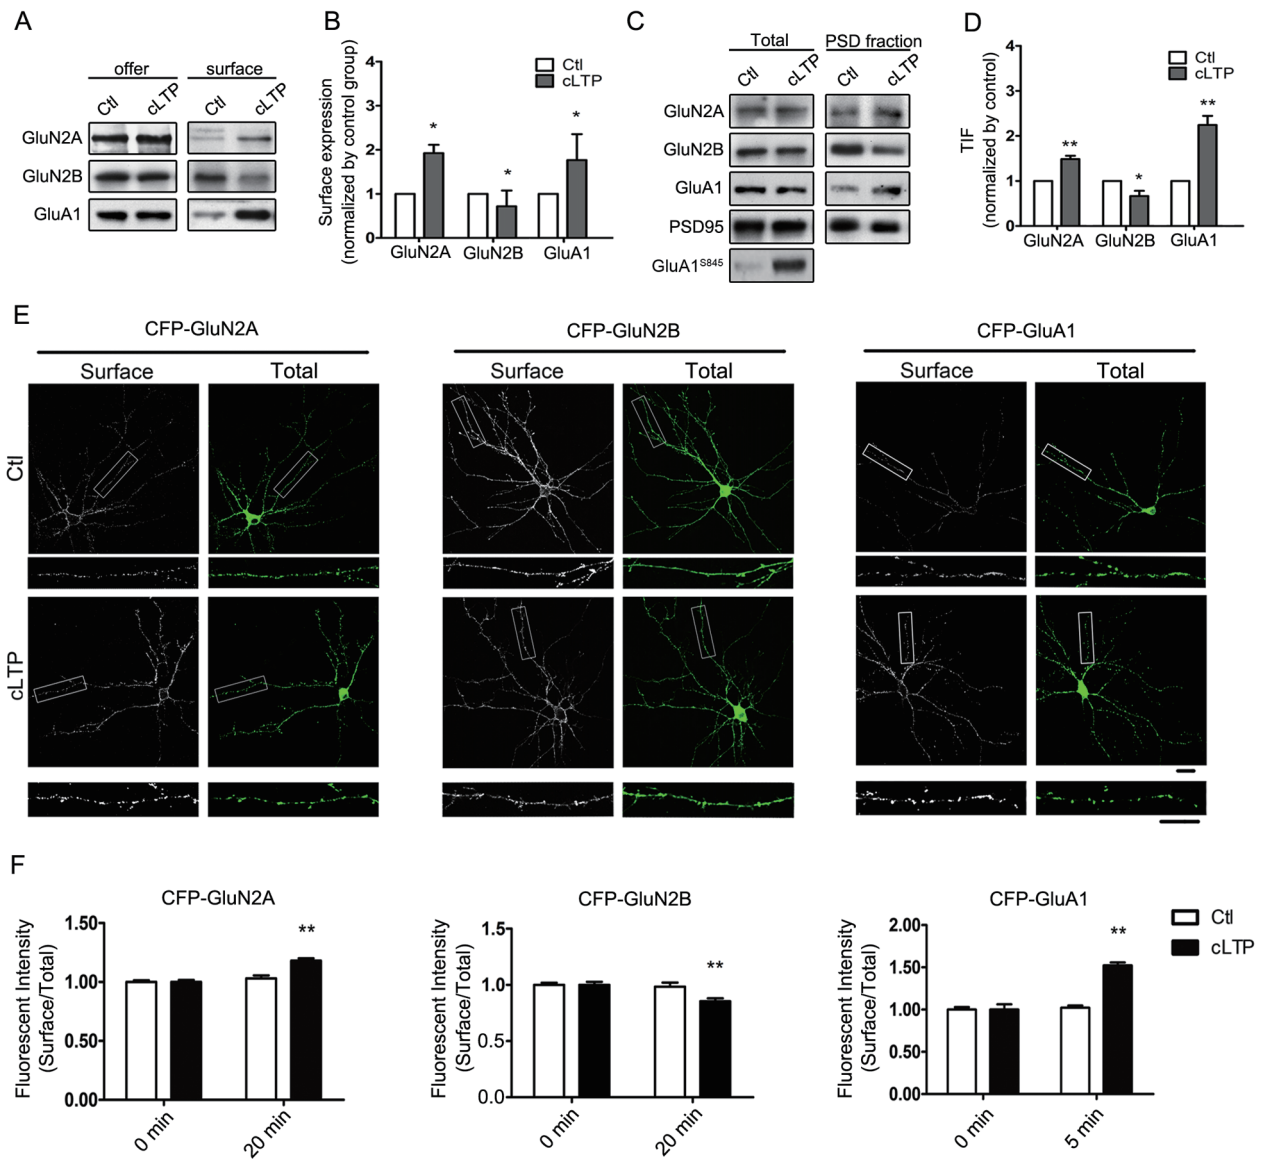 A
offer
surface
Ctl
cLTP
Ctl
cLTP
GluN2A
GluN2B
GluA1
B
Surface expression
(normalized by control group)
4
3
2
1
0
Ctl
cLTP
*
*
*
GluN2A
GluN2B
GluA1
C
Total
PSD fraction
Ctl
cLTP
Ctl
cLTP
GluN2A
GluN2B
GluA1
PSD95
GluA1S845
D
TIF
(normalized by control)
4
3
2
1
0
Ctl
cLTP
**
*
**
GluN2A
GluN2B
GluA1
E
CFP-GluN2A
CFP-GluN2B
CFP-GluA1
Surface
Total
Surface
Total
Surface
Total
Ctl
cLTP
F
CFP-GluN2A
Fluorescent Intensity
(Surface/Total)
1.50
1.00
0.50
0.00
**
0 min
20 min
CFP-GluN2B
Fluorescent Intensity
(Surface/Total)
1.5
1.0
0.5
0.0
**
0 min
20 min
CFP-GluA1
Fluorescent Intensity
(Surface/Total)
2.00
1.50
1.00
0.50
0.00
**
0 min
5 min
Ctl
cLTP